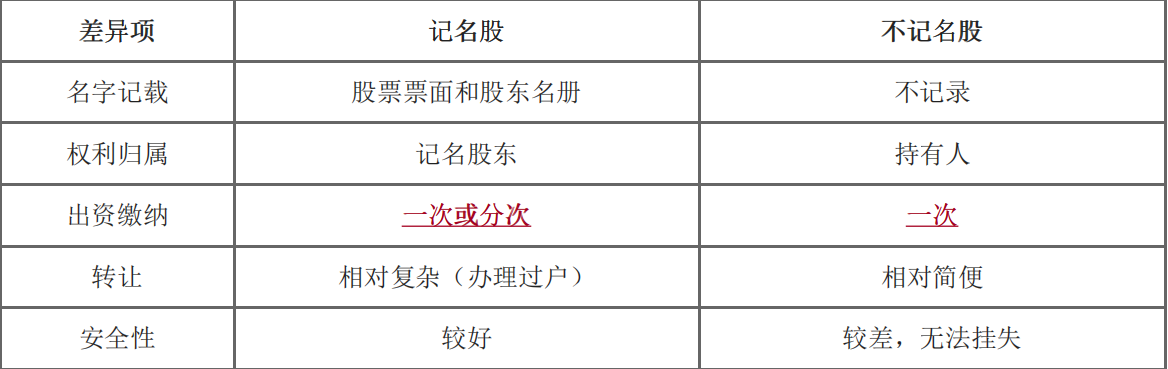 差异项 记名股 不记名股
名字记载 股票票面和股东名册 不记录
权利归属 记名股东 持有人
出资缴纳 一次或分次 一次
转让 相对复杂（办理过户） 相对简便
安全性 较好 较差，无法挂失